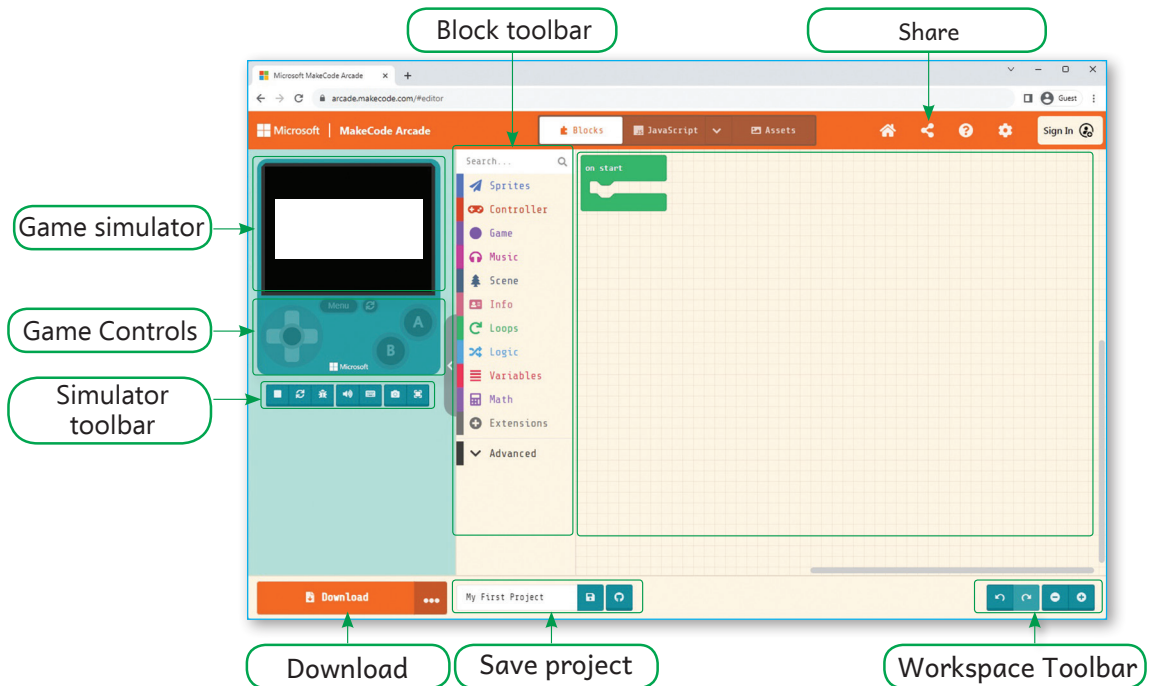 Block toolbar
Share
Microsoft MakeCode Arcade
arcade.makecode.com/#editor
Guest
Microsoft | MakeCode Arcade
Blocks
JavaScript
Assets
Sign In
Search...
on start
Sprites
Controller
Game
Music
Scene
Info
Loops
Logic
Variables
Math
Extensions
Advanced
Game simulator
Menu
A
B
Microsoft
Game Controls
Simulator
toolbar
Download
My First Project
Download
Save project
Workspace Toolbar